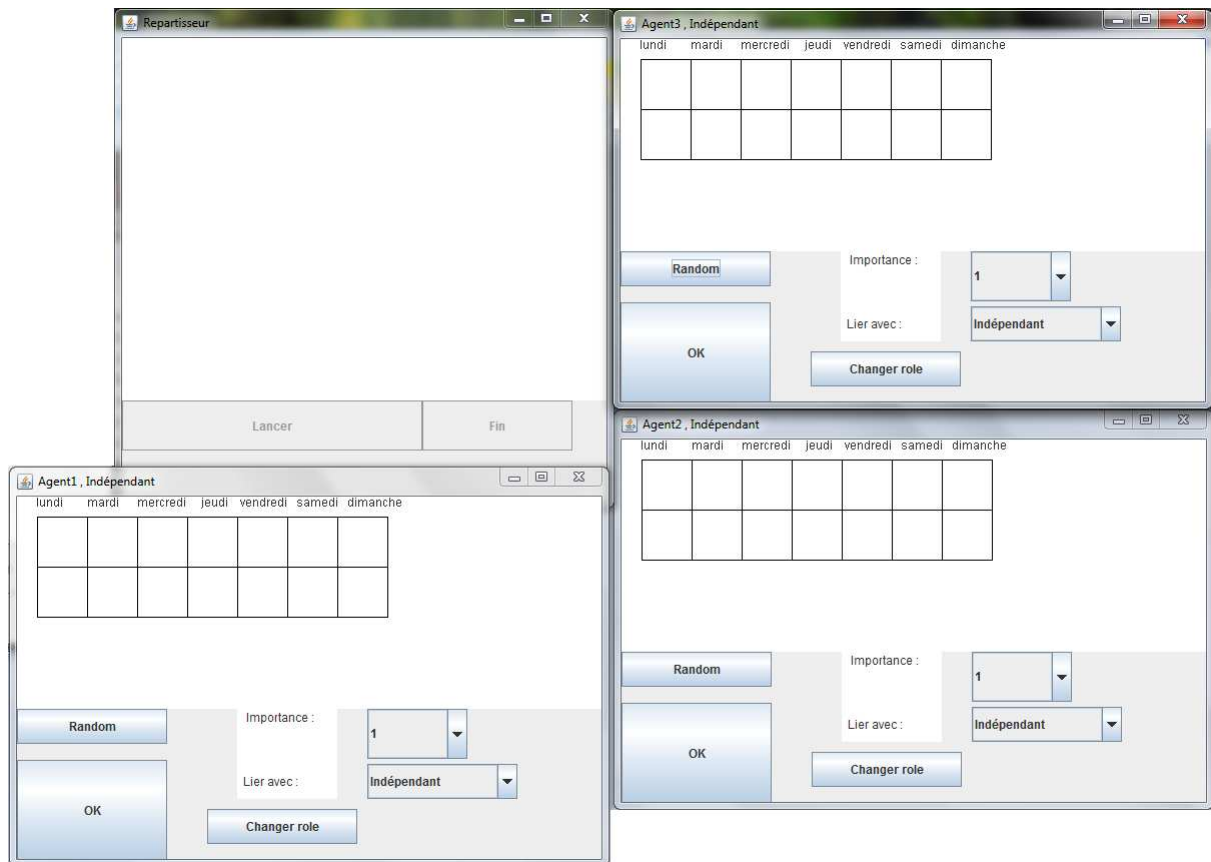 Repartisseur
Lancer Fin
Agent3 , Indépendant
lundi mardi mercredi jeudi vendredi samedi dimanche
Random
Importance :
1
Lier avec :
Indépendant
OK
Changer role
Agent1 , Indépendant
lundi mardi mercredi jeudi vendredi samedi dimanche
Random
Importance :
1
Lier avec :
Indépendant
OK
Changer role
Agent2 , Indépendant
lundi mardi mercredi jeudi vendredi samedi dimanche
Random
Importance :
1
Lier avec :
Indépendant
OK
Changer role